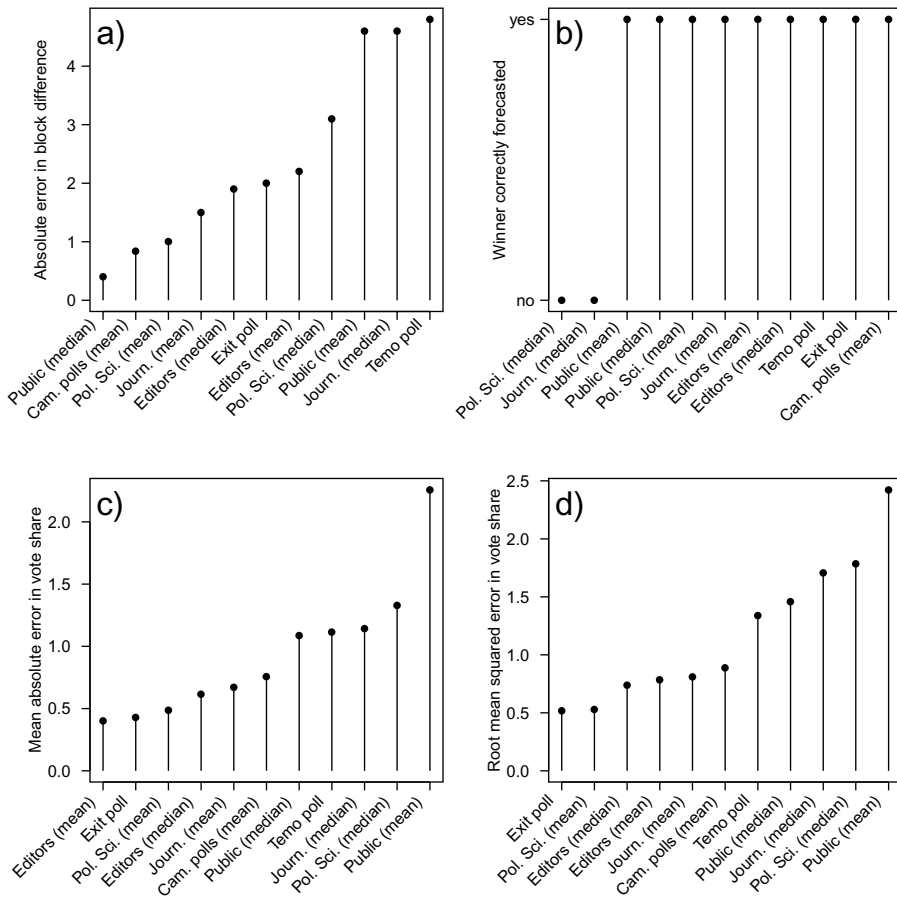 a)
Absolute error in block difference
4
3
2
1
0
Public (median)
Cam. polls (mean)
Pol. Sci. (mean)
Journ. (mean)
Editors (median)
Exit poll
Editors (mean)
Pol. Sci. (median)
Public (mean)
Journ. (median)
Temo poll
b)
Winner correctly forecasted
yes
no
Pol. Sci. (median)
Journ. (median)
Public (mean)
Public (median)
Pol. Sci. (mean)
Journ. (mean)
Editors (mean)
Editors (median)
Temo poll
Exit poll
Cam. polls (mean)
c)
Mean absolute error in vote share
2.0
1.5
1.0
0.5
0.0
Editors (mean)
Exit poll
Pol. Sci. (mean)
Editors (median)
Journ. (mean)
Cam. polls (mean)
Public (median)
Temo poll
Journ. (median)
Pol. Sci. (median)
Public (mean)
d)
Root mean squared error in vote share
2.5
2.0
1.5
1.0
0.5
0.0
Exit poll
Pol. Sci. (mean)
Editors (median)
Editors (mean)
Journ. (mean)
Cam. polls (mean)
Temo poll
Public (median)
Journ. (median)
Pol. Sci. (median)
Public (mean)